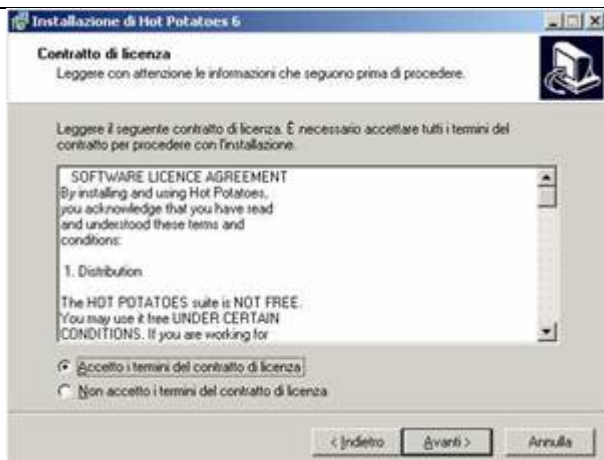 Installazione di Hot Potatoes 6
Contratto di licenza
Leggere con attenzione le informazioni che seguono prima di procedere.
Leggere il seguente contratto di licenza. È necessario accettare tutti i termini del
contratto per procedere con l'installazione.
SOFTWARE LICENCE AGREEMENT
By installing and using Hot Potatoes,
you acknowledge that you have read
and understood these terms and
conditions:
1. Distribution
The HOT POTATOES suite is NOT FREE.
You may use it free UNDER CERTAIN
CONDITIONS. If you are working for
Accetto i termini del contratto di licenza
Non accetto i termini del contratto di licenza
< Indietro Avanti > Annulla